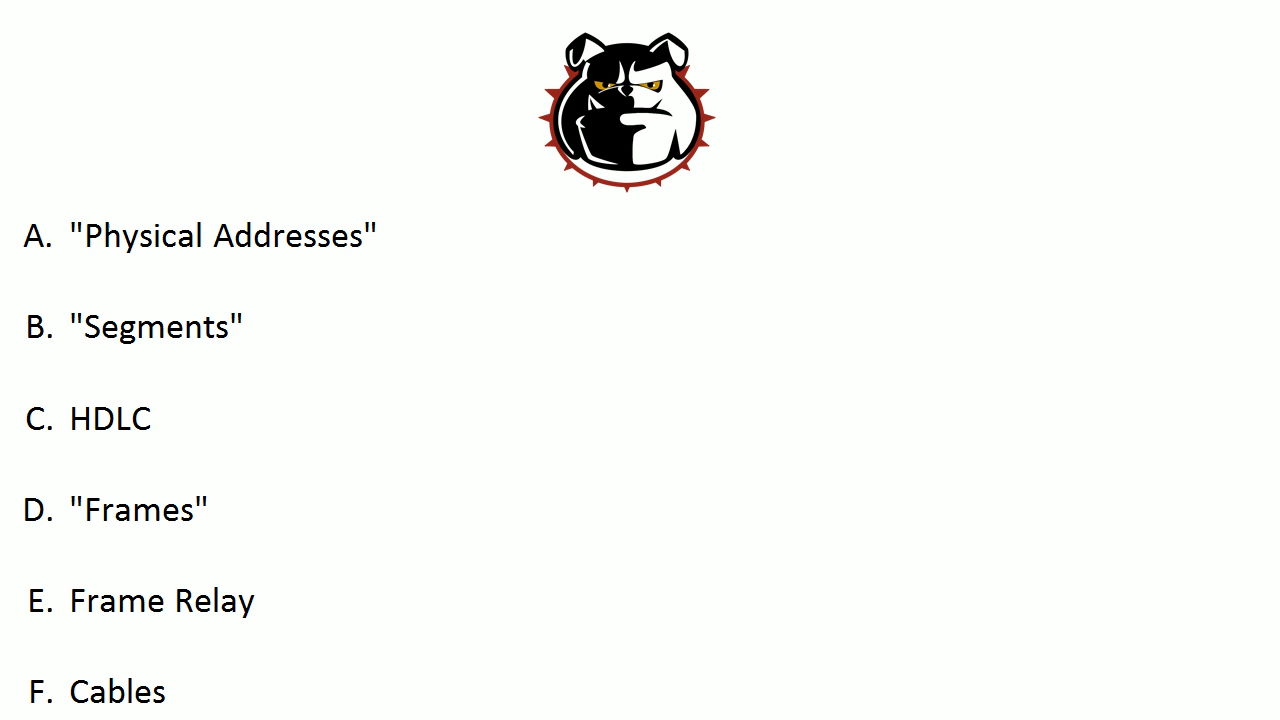 A. "Physical Addresses"
B. "Segments"
C. HDLC
D. "Frames"
E. Frame Relay
F. Cables